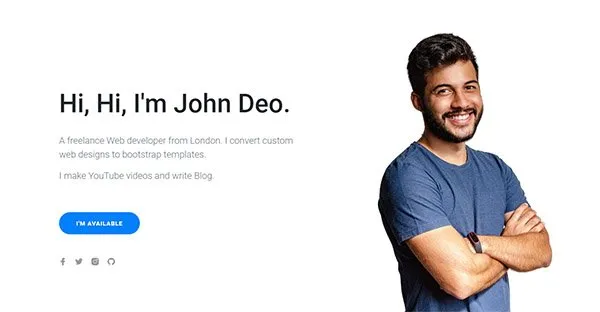 Hi, Hi, I'm John Deo.
A freelance Web developer from London. I convert custom
web designs to bootstrap templates.
I make YouTube videos and write Blog.
I'M AVAILABLE